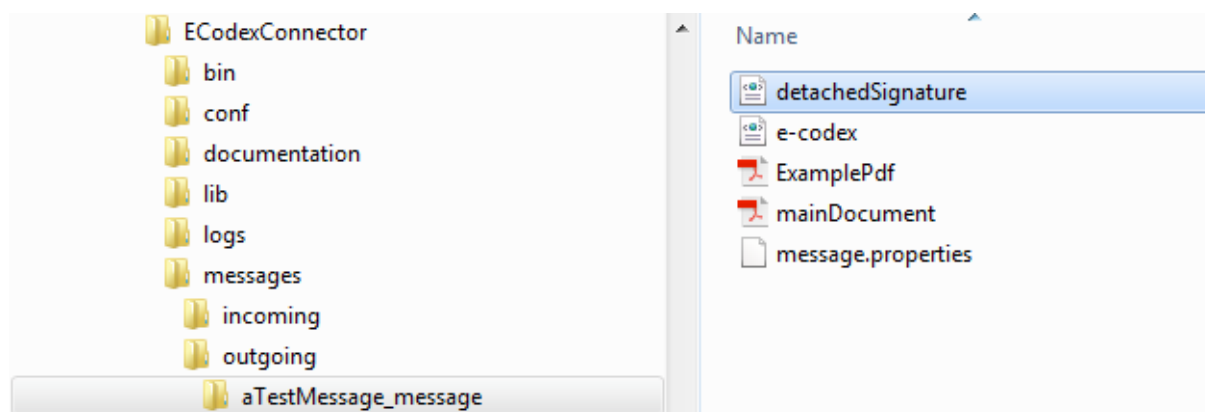 ECodexConnector
bin
conf
documentation
lib
logs
messages
incoming
outgoing
aTestMessage_message
Name
detachedSignature
e-codex
ExamplePdf
mainDocument
message.properties